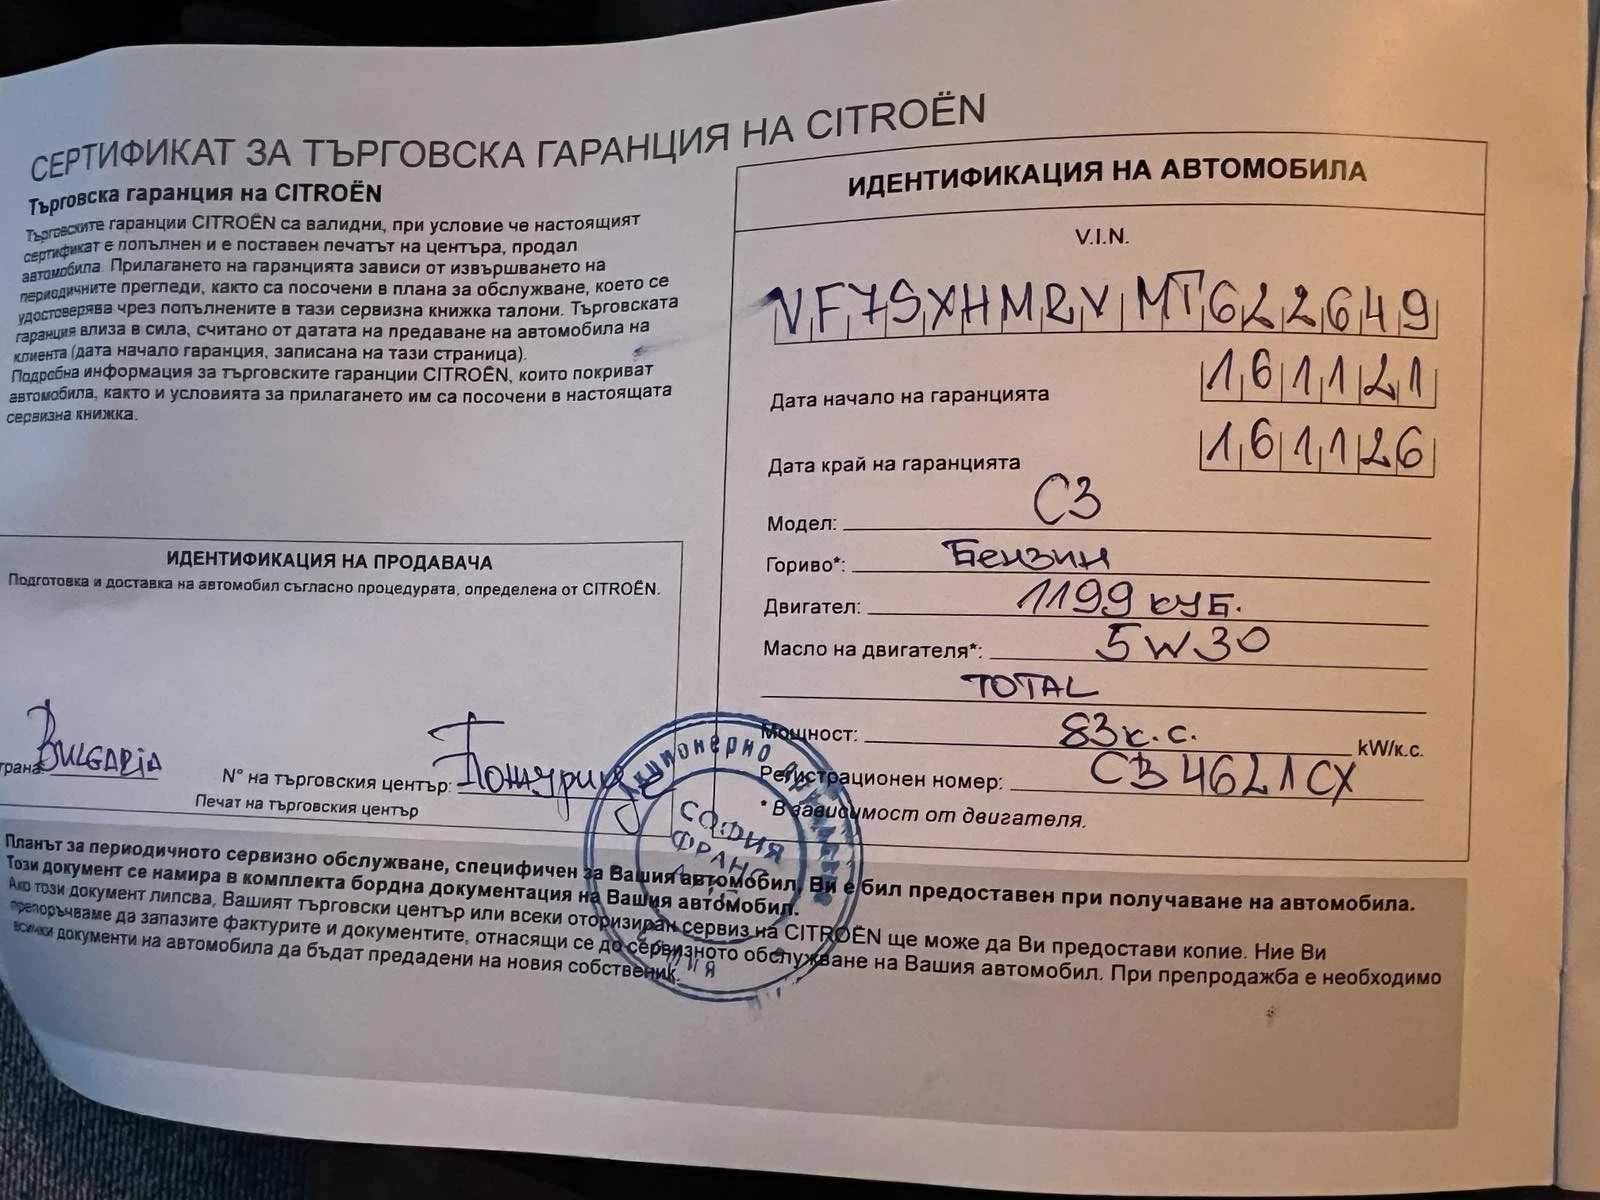 СЕРТИФИКАТ ЗА ТЪРГОВСКА ГАРАНЦИЯ НА CITROËN
Търговска гаранция на CITROËN
Търговските гаранции CITROËN са валидни, при условие че настоящият
сертификат е попълнен и е поставен печатът на центъра, продал
автомобила. Прилагането на гаранцията зависи от извършването на
периодичните прегледи, както са посочени в плана за обслужване, което се
удостоверява чрез попълнените в тази сервизна книжка талони. Търговската
гаранция влиза в сила, считано от датата на предаване на автомобила на
клиента (дата начало гаранция, записана на тази страница).
Подробна информация за търговските гаранции CITROËN, които покриват
автомобила, както и условията за прилагането им са посочени в настоящата
сервизна книжка.
ИДЕНТИФИКАЦИЯ НА ПРОДАВАЧА
Подготовка и доставка на автомобил съгласно процедурата, определена от CITROËN.
трана BULGARIA
N° на търговския център:
Печат на търговския център
ИДЕНТИФИКАЦИЯ НА АВТОМОБИЛА
V.I.N.
VF7SXHMRVMT622649
Дата начало на гаранцията 161121
Дата край на гаранцията 161126
Модел: C3
Гориво*: Бензин
Двигател: 1199 куб.
Масло на двигателя*: 5W30
TOTAL
Мощност: 83к.с. kW/к.с.
Регистрационен номер: CB 4621CX
* В зависимост от двигателя.
СОФИЯ
ФРАНС
Планът за периодичното сервизно обслужване, специфичен за Вашия автомобил, Ви е бил предоставен при получаване на автомобила.
Този документ се намира в комплекта бордна документация на Вашия автомобил.
Ако този документ липсва, Вашият търговски център или всеки оторизиран сервиз на CITROËN ще може да Ви предостави копие. Ние Ви
препоръчваме да запазите фактурите и документите, отнасящи се до сервизното обслужване на Вашия автомобил. При препродажба е необходимо
всички документи на автомобила да бъдат предадени на новия собственик.